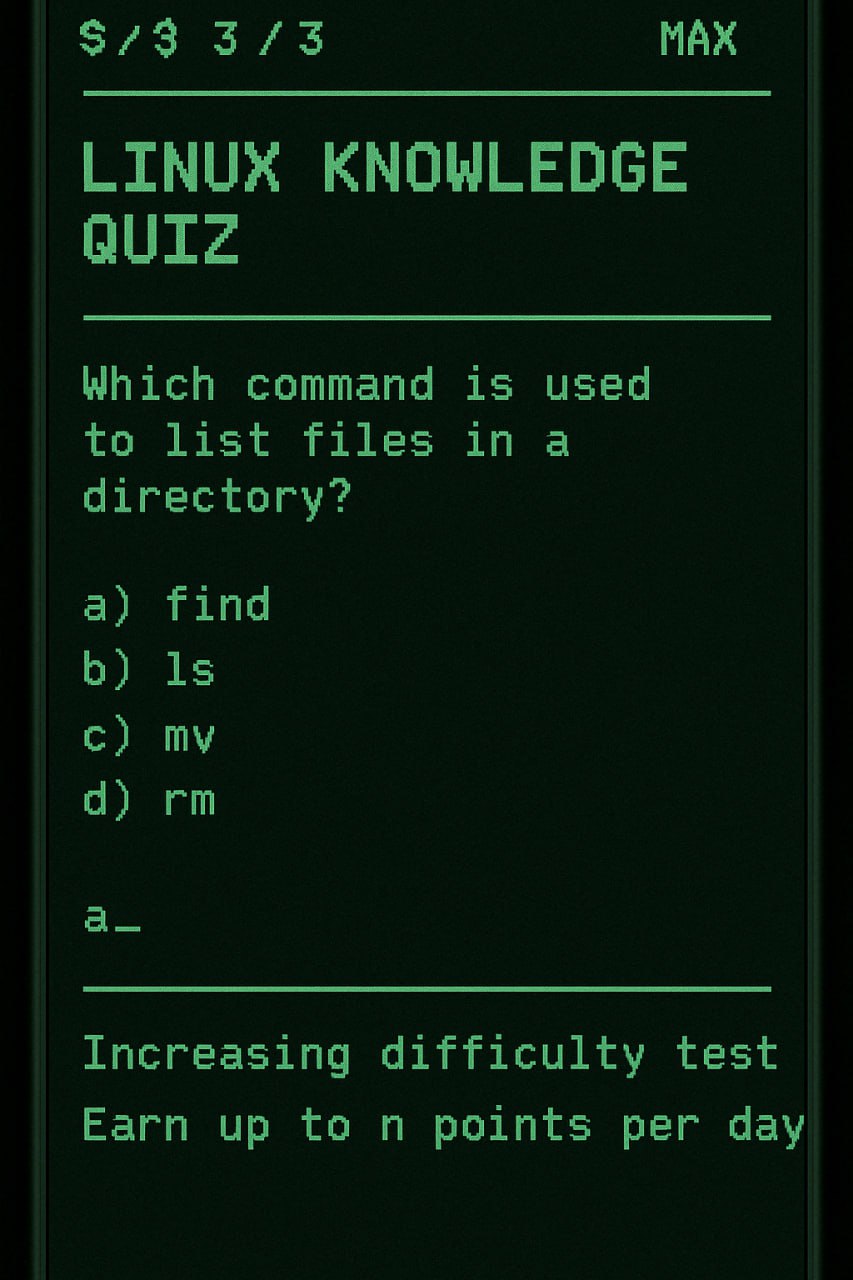 $/$ 3/3 MAX
LINUX KNOWLEDGE
QUIZ
Which command is used
to list files in a
directory?
a) find
b) ls
c) mv
d) rm
a_
Increasing difficulty test
Earn up to n points per day